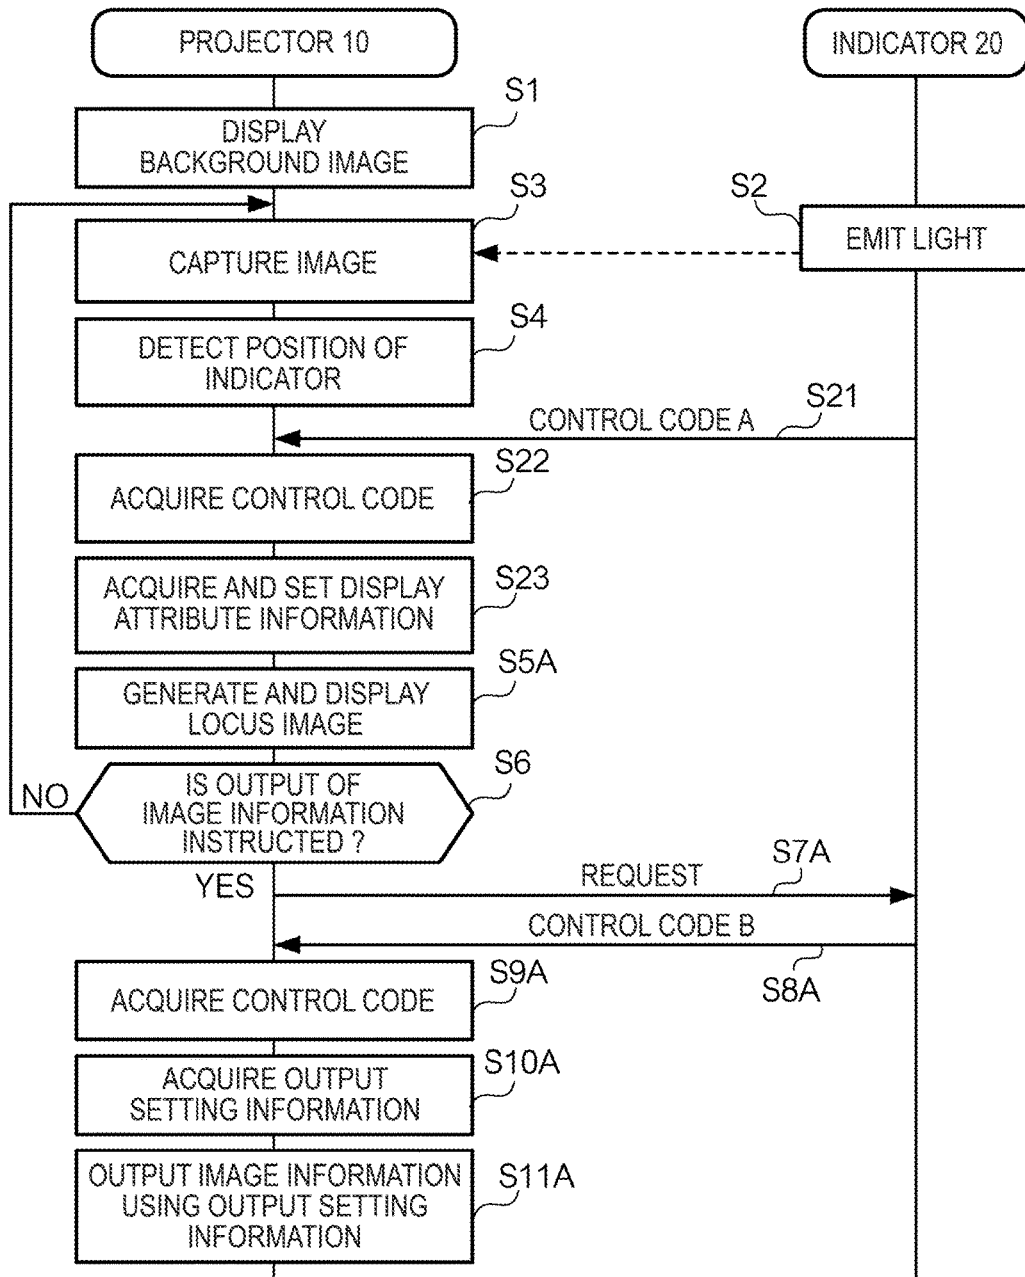 PROJECTOR 10
INDICATOR 20
S1
DISPLAY
BACKGROUND IMAGE
S3
S2
CAPTURE IMAGE
EMIT LIGHT
S4
DETECT POSITION OF
INDICATOR
S21
CONTROL CODE A
S22
ACQUIRE CONTROL CODE
S23
ACQUIRE AND SET DISPLAY
ATTRIBUTE INFORMATION
S5A
GENERATE AND DISPLAY
LOCUS IMAGE
S6
NO
IS OUTPUT OF
IMAGE INFORMATION
INSTRUCTED ?
YES
REQUEST
S7A
CONTROL CODE B
S8A
S9A
ACQUIRE CONTROL CODE
S10A
ACQUIRE OUTPUT
SETTING INFORMATION
S11A
OUTPUT IMAGE INFORMATION
USING OUTPUT SETTING
INFORMATION